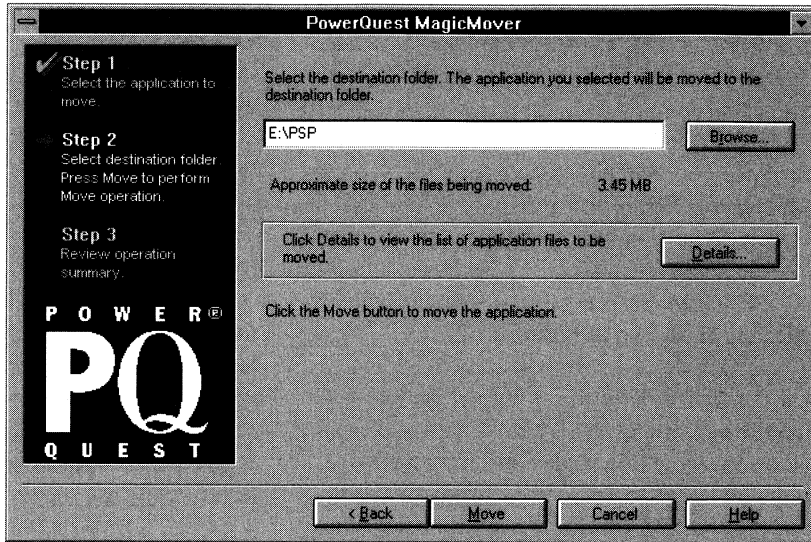 PowerQuest MagicMover
Step 1
Select the application to
move.
Step 2
Select destination folder.
Press Move to perform
Move operation.
Step 3
Review operation
summary.
POWER®
PQ
QUEST
Select the destination folder. The application you selected will be moved to the
destination folder.
E:\PSP
Browse...
Approximate size of the files being moved: 3.45 MB
Click Details to view the list of application files to be
moved.
Details...
Click the Move button to move the application.
< Back
Move
Cancel
Help